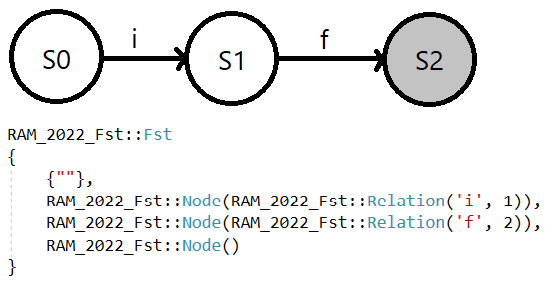 i f
S0 S1 S2
RAM_2022_Fst::Fst
{
{""},
RAM_2022_Fst::Node(RAM_2022_Fst::Relation('i', 1)),
RAM_2022_Fst::Node(RAM_2022_Fst::Relation('f', 2)),
RAM_2022_Fst::Node()
}